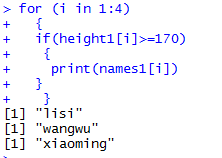 > for (i in 1:4)
+ {
+ if(height1[i]>=170)
+ {
+ print(names1[i])
+ }
+ }
[1] "lisi"
[1] "wangwu"
[1] "xiaoming"